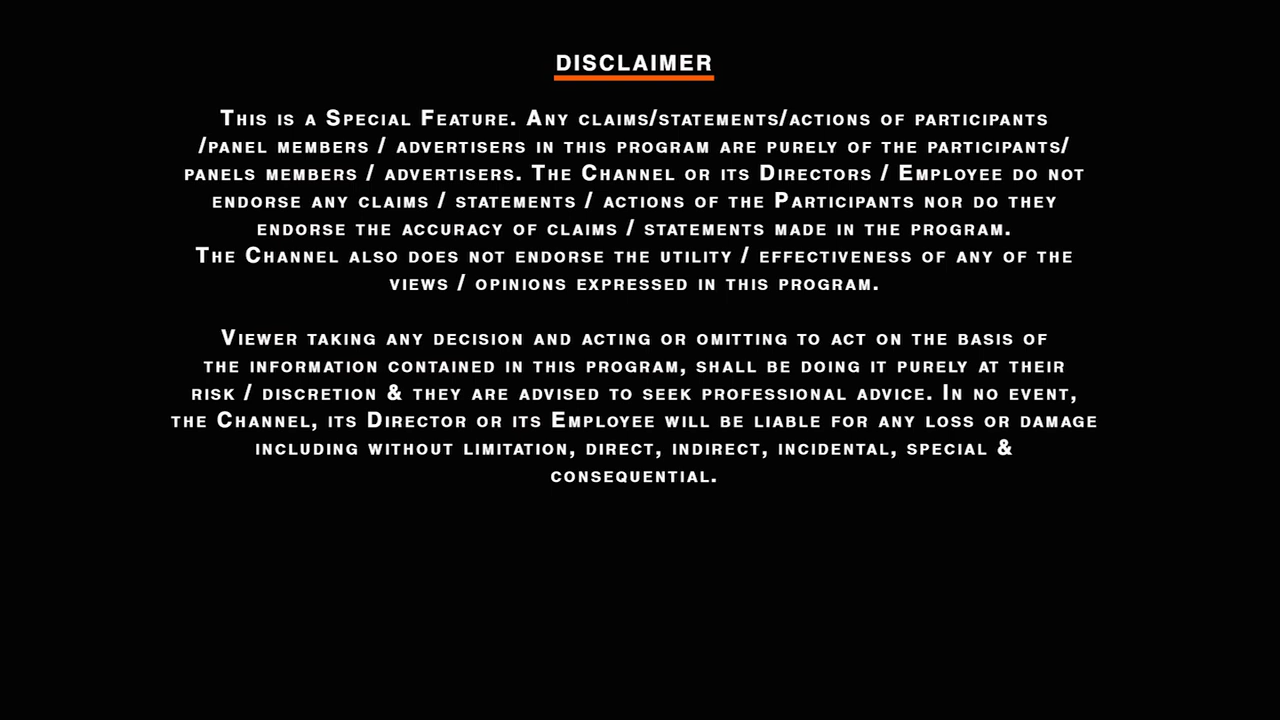 DISCLAIMER
This is a Special Feature. Any claims/statements/actions of participants
/panel members / advertisers in this program are purely of the participants/
panels members / advertisers. The Channel or its Directors / Employee do not
endorse any claims / statements / actions of the Participants nor do they
endorse the accuracy of claims / statements made in the program.
The Channel also does not endorse the utility / effectiveness of any of the
views / opinions expressed in this program.
Viewer taking any decision and acting or omitting to act on the basis of
the information contained in this program, shall be doing it purely at their
risk / discretion & they are advised to seek professional advice. In no event,
the Channel, its Director or its Employee will be liable for any loss or damage
including without limitation, direct, indirect, incidental, special &
consequential.